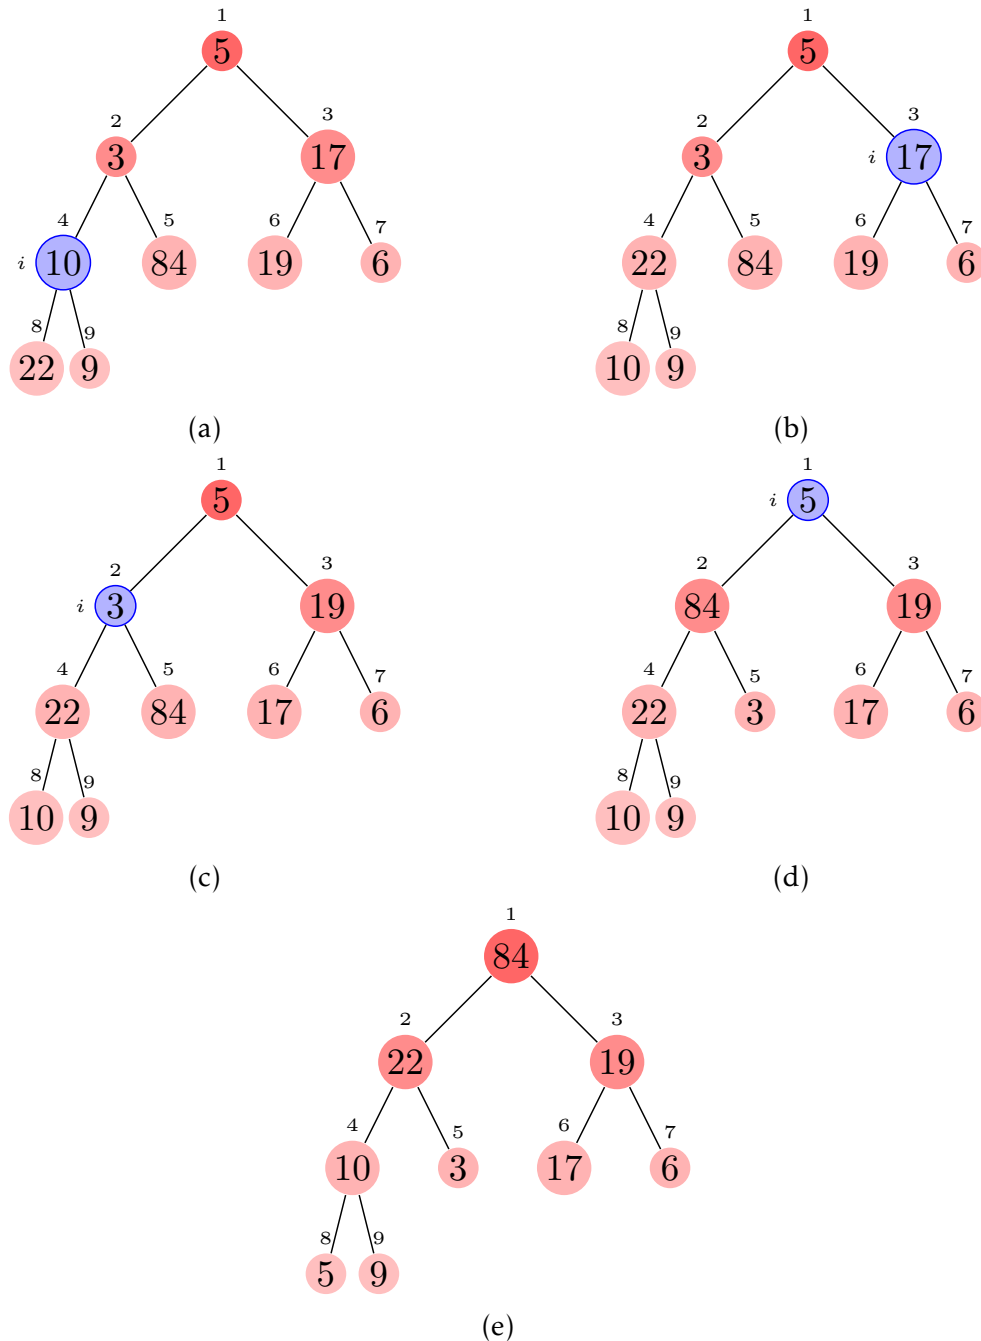 1 1
5 5
2 3 2 3
3 17 3 i 17
4 5 6 7 4 5 6 7
i 10 84 19 6 22 84 19 6
8 9 8 9
22 9 10 9
(a) (b)
1 1
5 i 5
2 3 2 3
i 3 19 84 19
4 5 6 7 4 5 6 7
22 84 17 6 22 3 17 6
8 9 8 9
10 9 10 9
(c) (d)
1
84
2 3
22 19
4 5 6 7
10 3 17 6
8 9
5 9
(e)